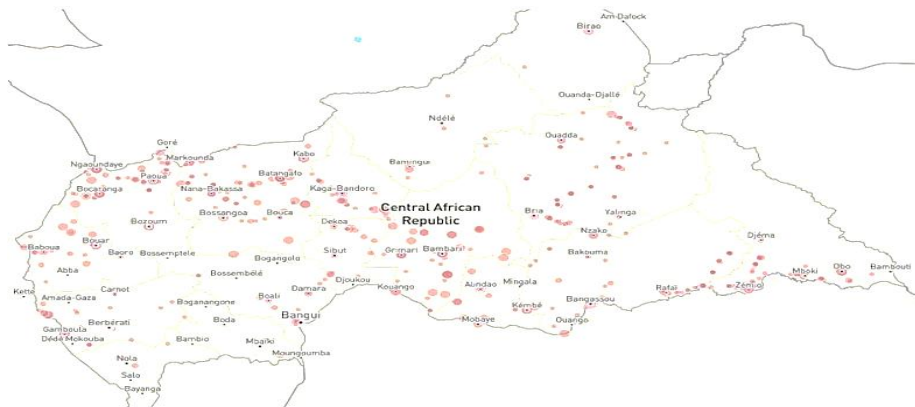 Am-Dafock
Birao
Ouanda-Djallé
Ndélé
Ouadda
Goré
Markounda
Kabo
Ngaoundaye
Paoua
Bamingui
Batangafo
Bocaranga
Nana-Bakassa
Kaga-Bandoro
Central African
Republic
Bossangoa
Bouca
Bria
Yalinga
Bozoum
Dekoa
Nzako
Djéma
Baboua
Bouar
Baoro
Bossemptele
Bogangolo
Sibut
Grimari
Bambari
Bakouma
Abba
Bossembélé
Djoukou
Mboki
Obo
Bambouti
Kette
Carnot
Damara
Kouango
Alindao
Mingala
Rafaï
Zémio
Amada-Gaza
Boganangone
Boali
Kémbé
Bangassou
Gamboula
Berbérati
Boda
Bangui
Mobaye
Ouango
Dédé Mokouba
Bambio
Mbaïki
Moungoumba
Nola
Salo
Bayanga